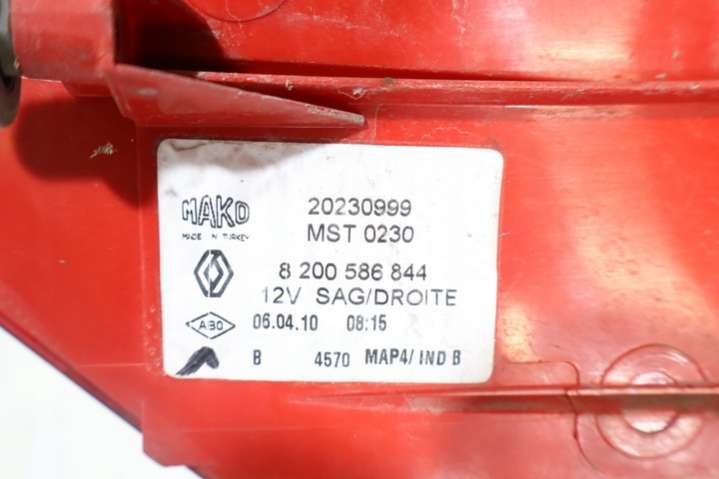 MAKO
MADE IN TURKEY
20230999
MST 0230
8 200 586 844
12V SAG/DROITE
ABO 06.04.10 08:15
B 4570 MAP4/ IND B